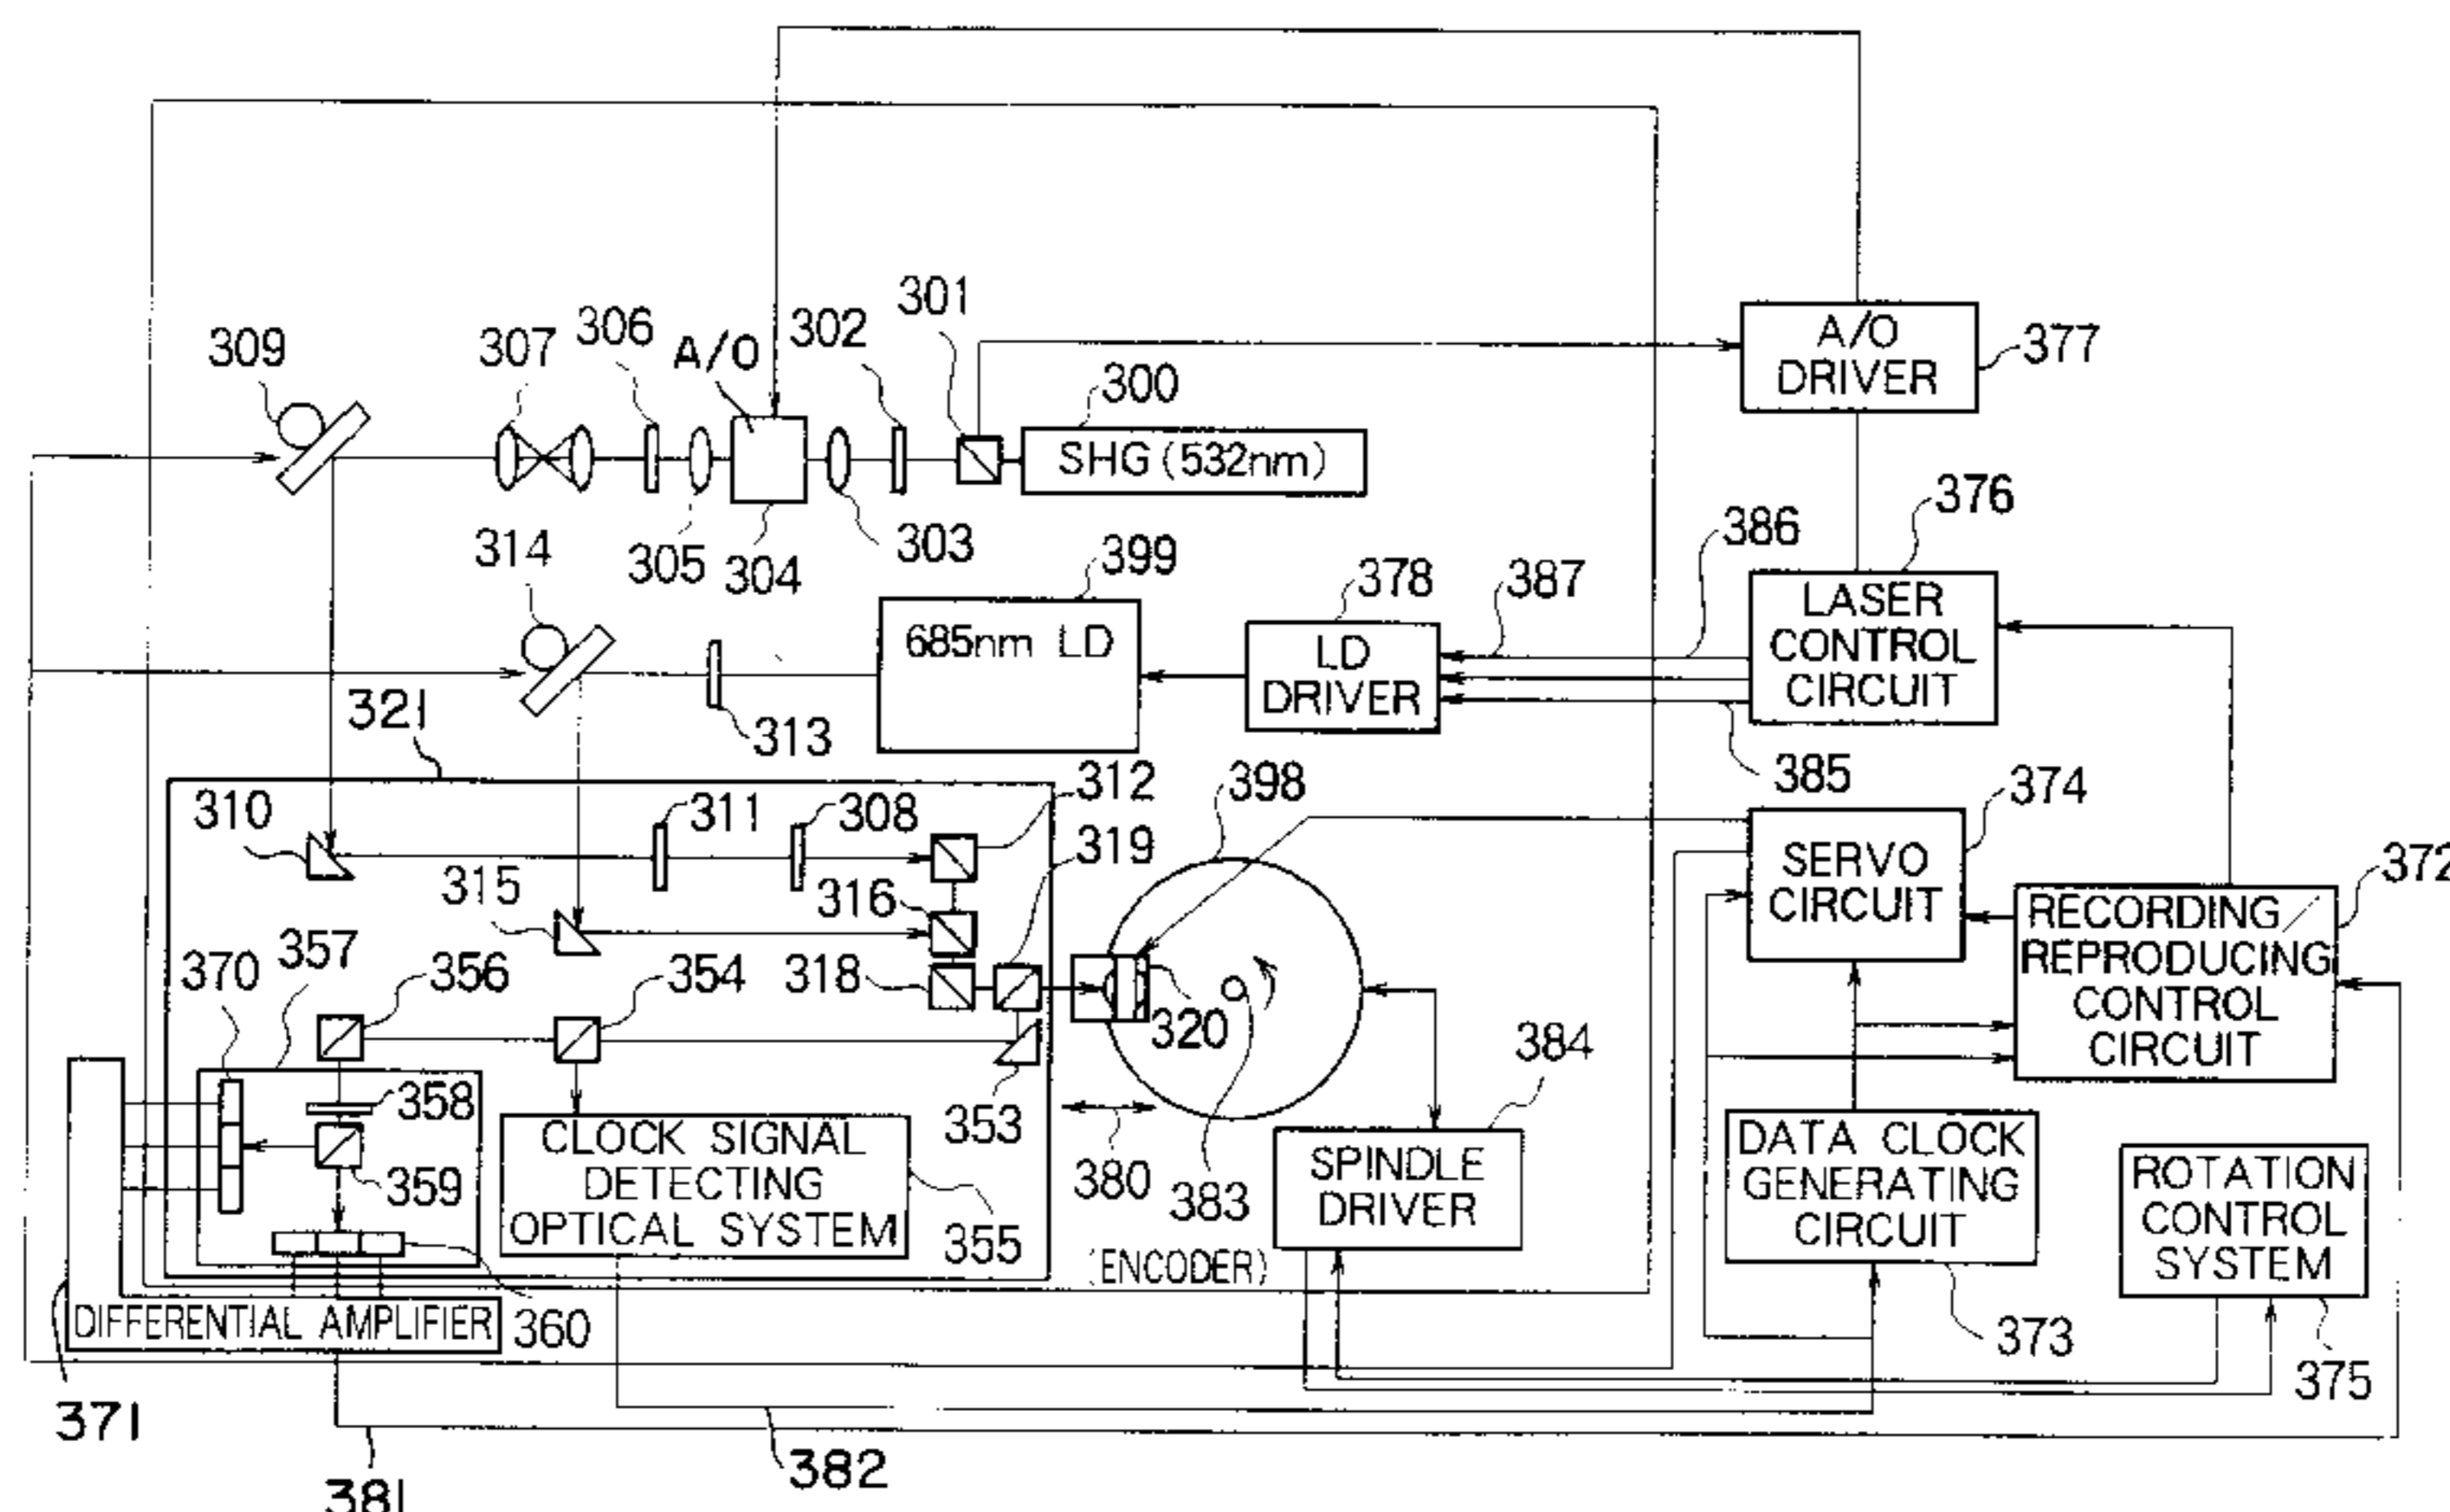 301
309
307
306
A/O
302
300
A/O
DRIVER
377
SHG (532nm)
314
305
304
303
399
378
387
386
376
685nm LD
LD
DRIVER
LASER
CONTROL
CIRCUIT
321
313
385
310
311
308
312
319
398
374
315
316
SERVO
CIRCUIT
372
370
357
356
354
318
320
RECORDING/
REPRODUCING
CONTROL
CIRCUIT
384
358
353
359
380
383
CLOCK SIGNAL
DETECTING
OPTICAL SYSTEM
355
SPINDLE
DRIVER
DATA CLOCK
GENERATING
CIRCUIT
ROTATION
CONTROL
SYSTEM
(ENCODER)
DIFFERENTIAL AMPLIFIER
360
373
375
371
382
381